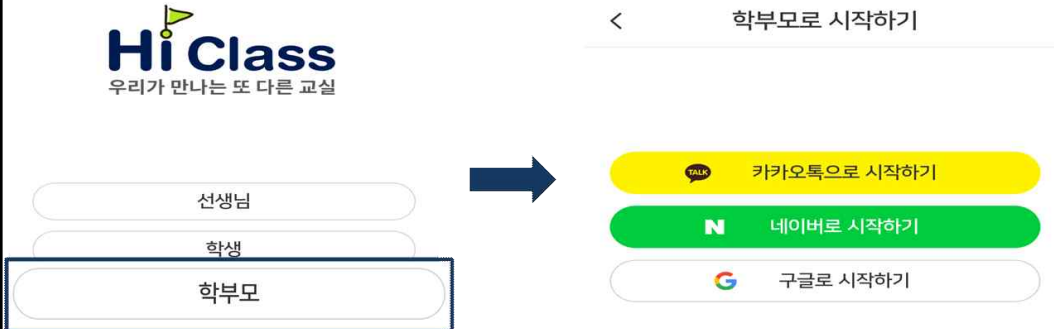 Hi Class
우리가 만나는 또 다른 교실
선생님
학생
학부모
학부모로 시작하기
TALK
카카오톡으로 시작하기
N
네이버로 시작하기
G
구글로 시작하기